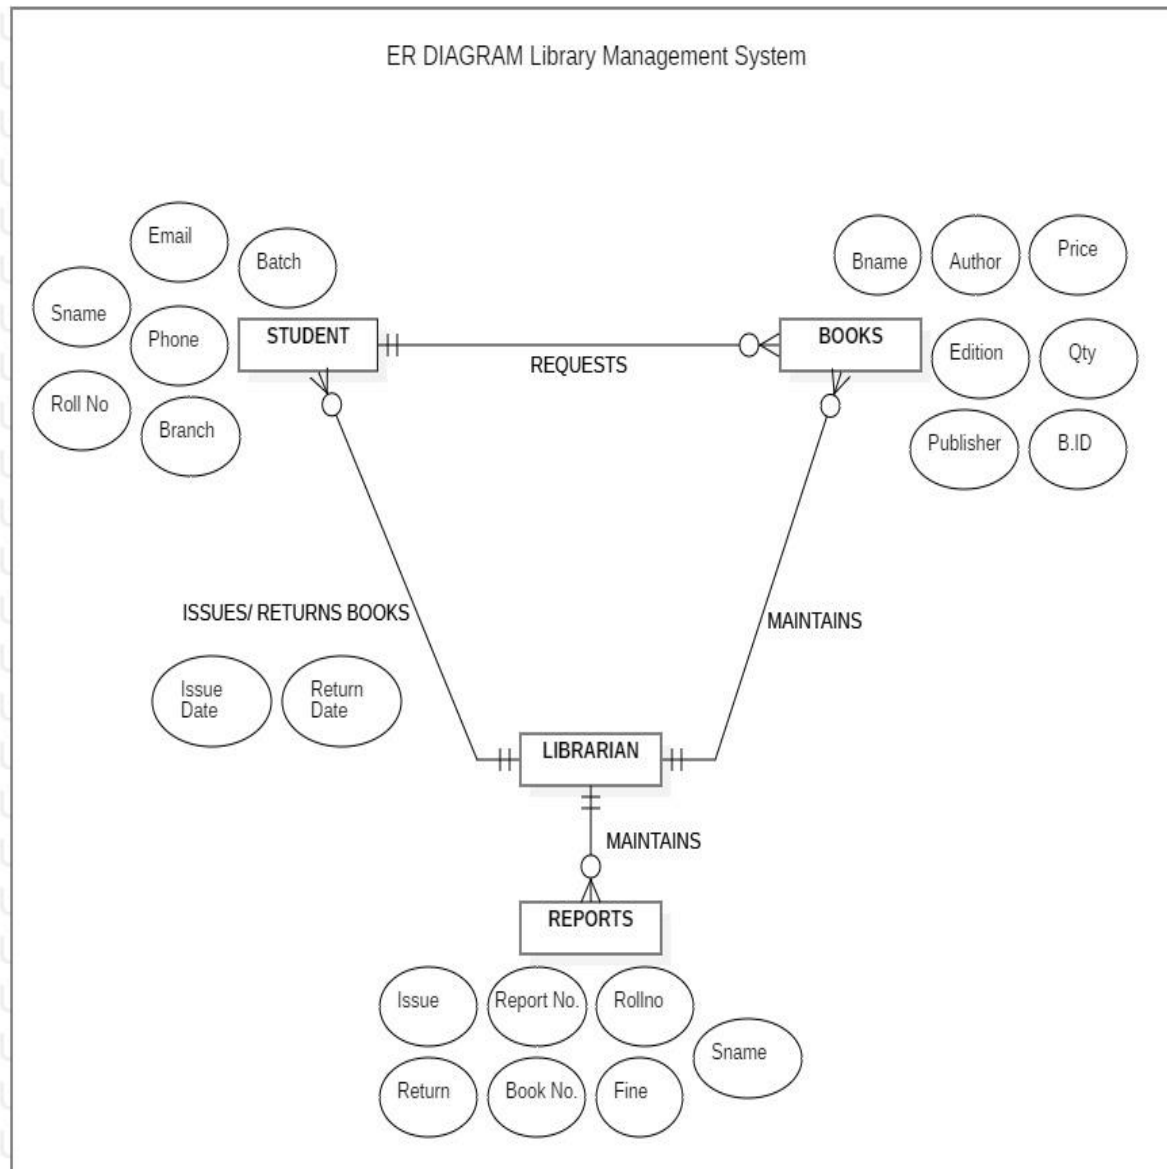 ER DIAGRAM Library Management System
Email
Batch
Sname
Phone
Roll No
Branch
STUDENT
REQUESTS
Bname
Author
Price
BOOKS
Edition
Qty
Publisher
B.ID
ISSUES/ RETURNS BOOKS
Issue
Date
Return
Date
MAINTAINS
LIBRARIAN
MAINTAINS
REPORTS
Issue
Report No.
Rollno
Sname
Return
Book No.
Fine